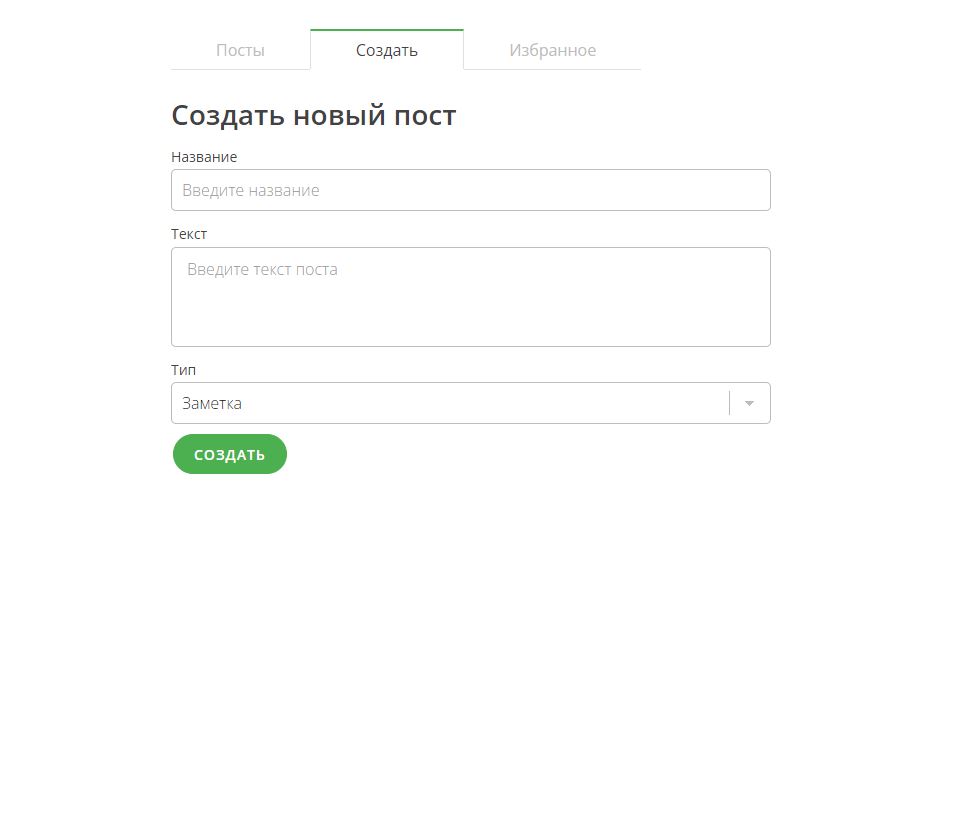 Посты Создать Избранное
Создать новый пост
Название
Введите название
Текст
Введите текст поста
Тип
Заметка
СОЗДАТЬ